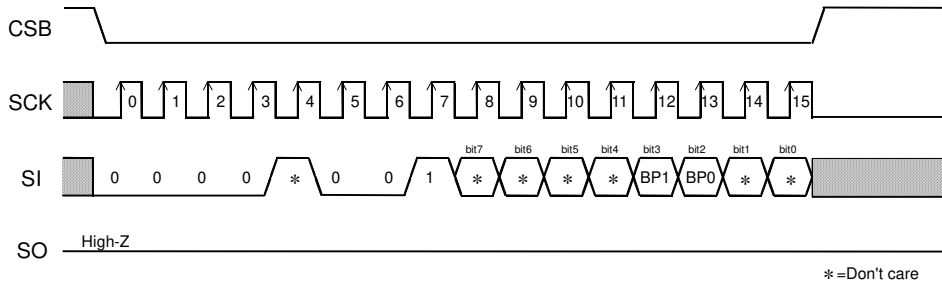 CSB
SCK 0 1 2 3 4 5 6 7 8 9 10 11 12 13 14 15
bit7 bit6 bit5 bit4 bit3 bit2 bit1 bit0
SI 0 0 0 0 * 0 0 1 * * * * BP1 BP0 * *
High-Z
SO
*=Don't care